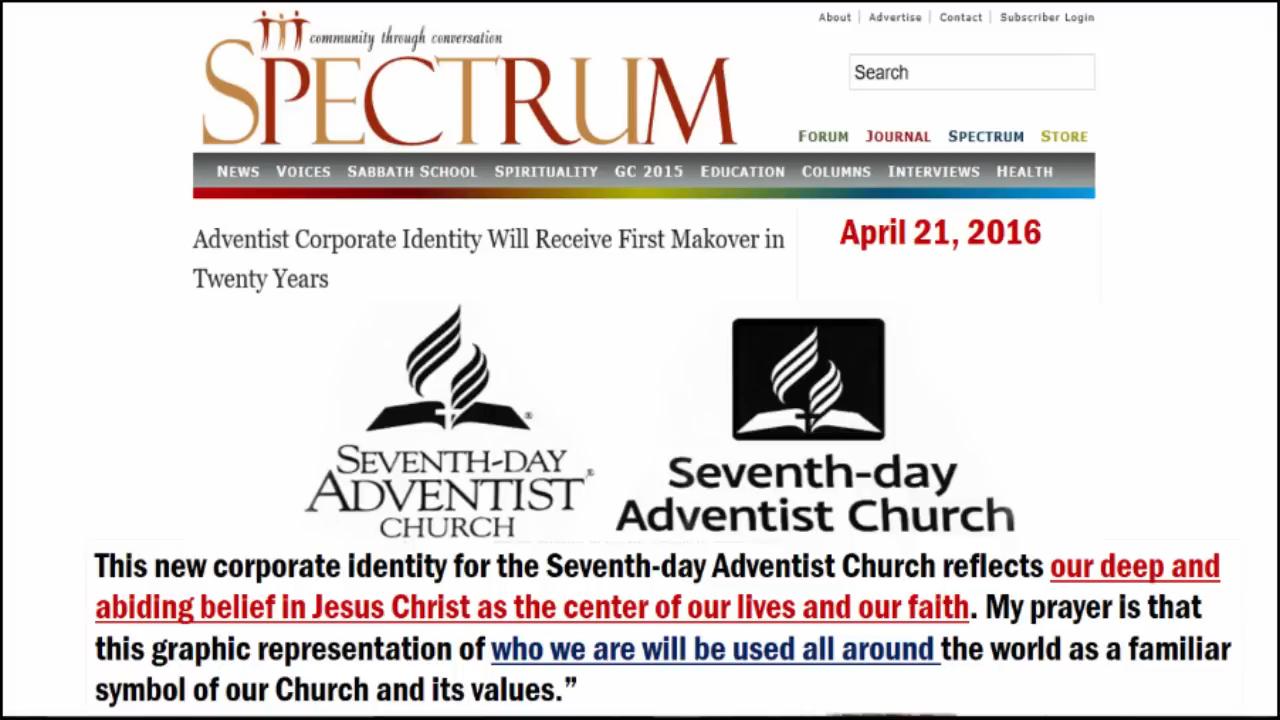 About | Advertise | Contact | Subscriber Login
community through conversation
SPECTRUM
Search
FORUM JOURNAL SPECTRUM STORE
NEWS VOICES SABBATH SCHOOL SPIRITUALITY GC 2015 EDUCATION COLUMNS INTERVIEWS HEALTH
Adventist Corporate Identity Will Receive First Makover in
Twenty Years
April 21, 2016
SEVENTH-DAY
ADVENTIST
CHURCH
Seventh-day
Adventist Church
This new corporate identity for the Seventh-day Adventist Church reflects our deep and
abiding belief in Jesus Christ as the center of our lives and our faith. My prayer is that
this graphic representation of who we are will be used all around the world as a familiar
symbol of our Church and its values.”